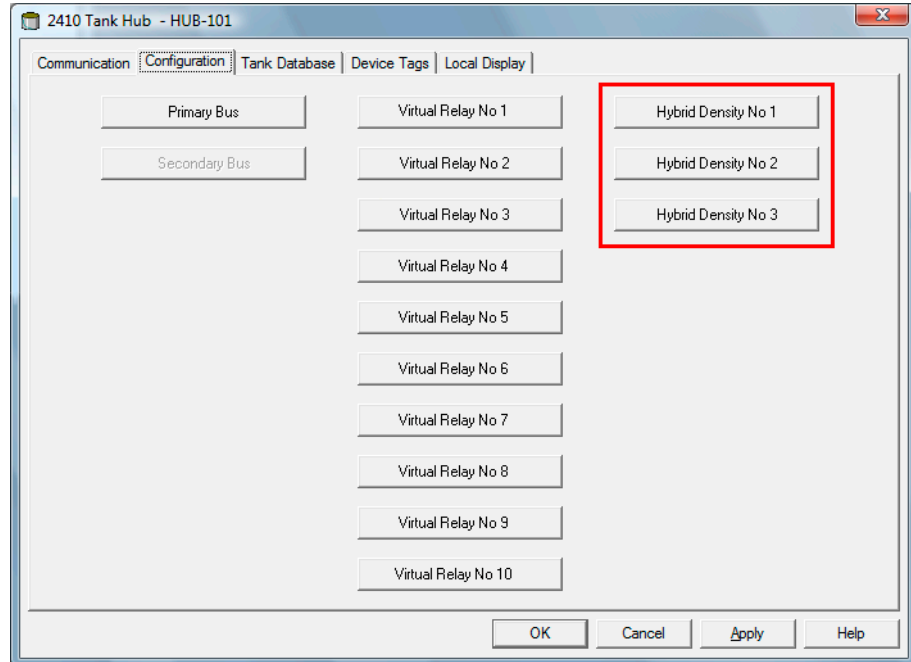 2410 Tank Hub - HUB-101
Communication Configuration Tank Database Device Tags Local Display
Primary Bus Virtual Relay No 1 Hybrid Density No 1
Secondary Bus Virtual Relay No 2 Hybrid Density No 2
Virtual Relay No 3 Hybrid Density No 3
Virtual Relay No 4
Virtual Relay No 5
Virtual Relay No 6
Virtual Relay No 7
Virtual Relay No 8
Virtual Relay No 9
Virtual Relay No 10
OK Cancel Apply Help